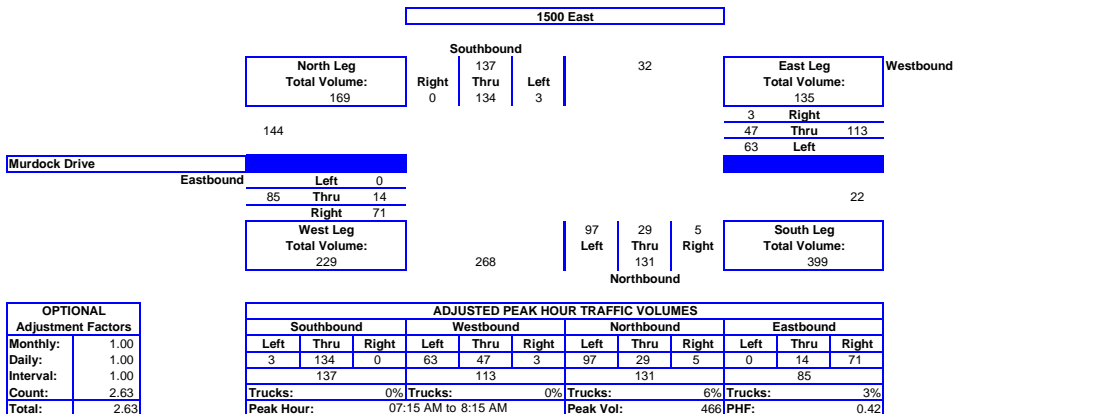 1500 East
Southbound
North Leg 137 32 East Leg Westbound
Total Volume: Right Thru Left Total Volume:
169 0 134 3 135
3 Right
144 47 Thru 113
63 Left
Murdock Drive
Eastbound Left 0
85 Thru 14 22
Right 71
West Leg 97 29 5 South Leg
Total Volume: Left Thru Right Total Volume:
229 268 131 399
Northbound
OPTIONAL ADJUSTED PEAK HOUR TRAFFIC VOLUMES
Adjustment Factors Southbound Westbound Northbound Eastbound
Monthly: 1.00 Left Thru Right Left Thru Right Left Thru Right Left Thru Right
Daily: 1.00 3 134 0 63 47 3 97 29 5 0 14 71
Interval: 1.00 137 113 131 85
Count: 2.63 Trucks: 0% Trucks: 0% Trucks: 6% Trucks: 3%
Total: 2.63 Peak Hour: 07:15 AM to 8:15 AM Peak Vol: 466 PHF: 0.42